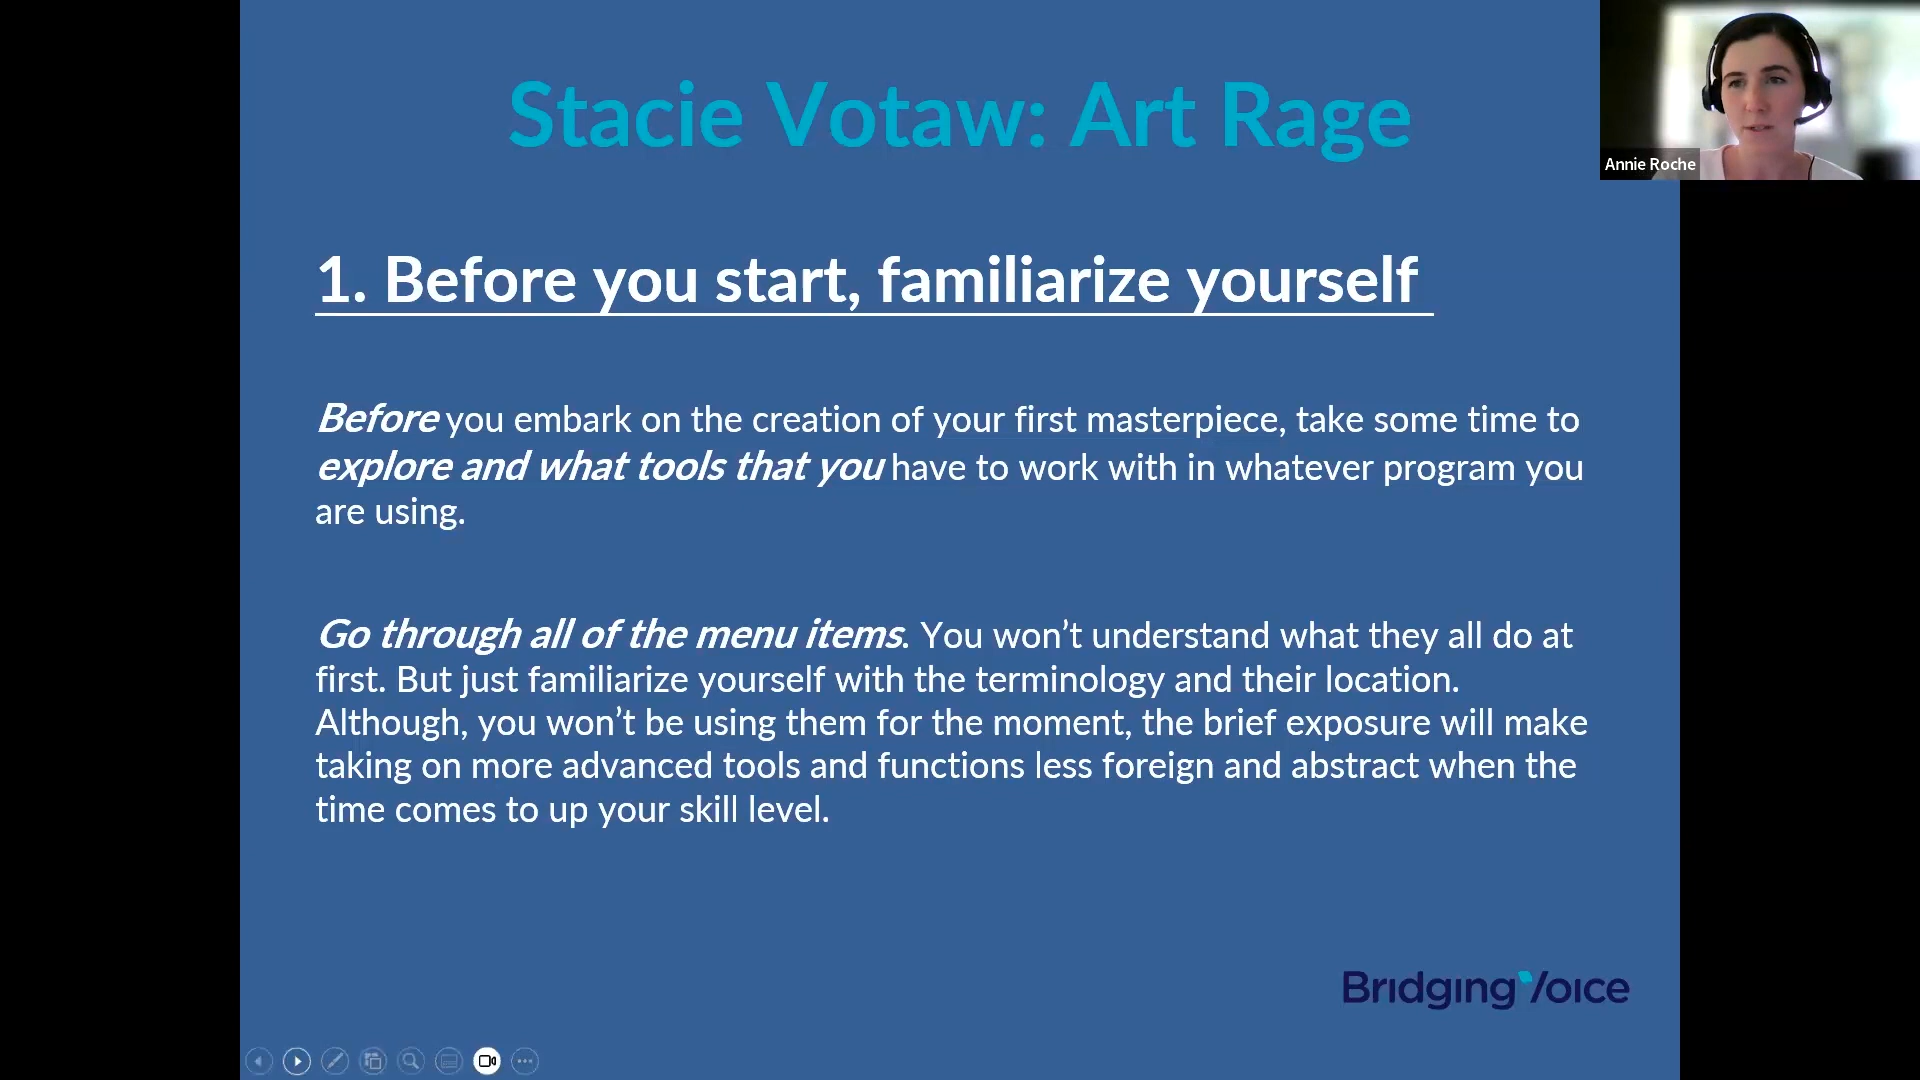 Stacie Votaw: Art Rage
Annie Roche
1. Before you start, familiarize yourself
Before you embark on the creation of your first masterpiece, take some time to
explore and what tools that you have to work with in whatever program you
are using.
Go through all of the menu items. You won’t understand what they all do at
first. But just familiarize yourself with the terminology and their location.
Although, you won’t be using them for the moment, the brief exposure will make
taking on more advanced tools and functions less foreign and abstract when the
time comes to up your skill level.
Bridging Voice